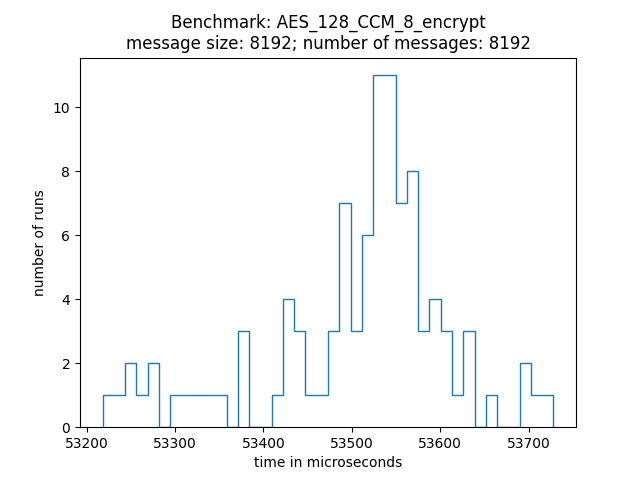 Benchmark: AES_128_CCM_8_encrypt
message size: 8192; number of messages: 8192
number of runs
10
8
6
4
2
0
53200 53300 53400 53500 53600 53700
time in microseconds